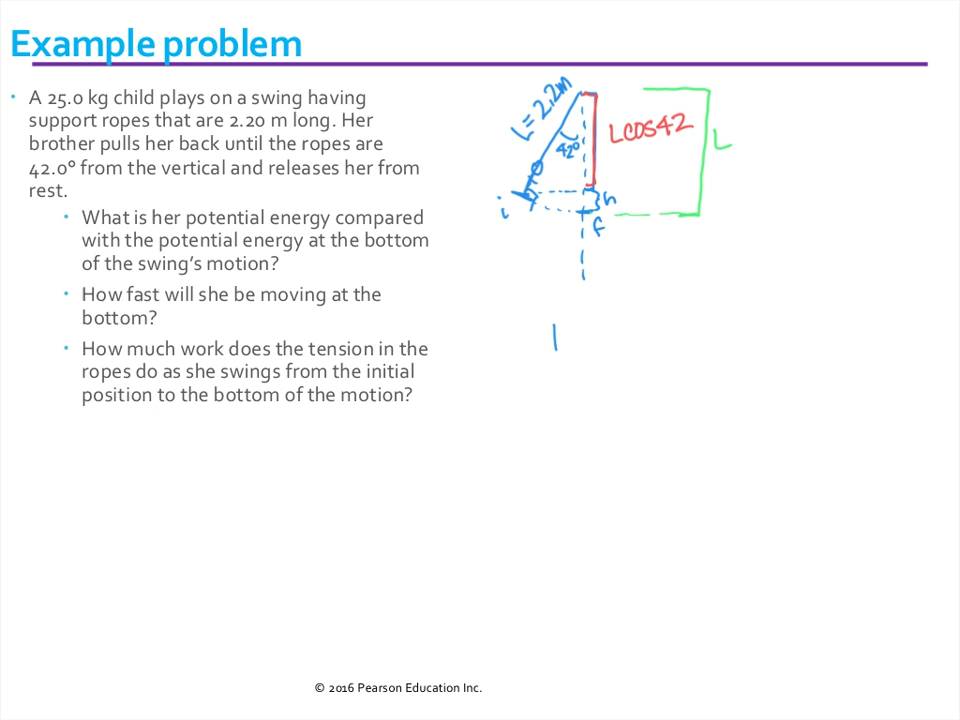 Example problem
• A 25.0 kg child plays on a swing having
support ropes that are 2.20 m long. Her
brother pulls her back until the ropes are
42.0° from the vertical and releases her from
rest.
• What is her potential energy compared
with the potential energy at the bottom
of the swing's motion?
• How fast will she be moving at the
bottom?
• How much work does the tension in the
ropes do as she swings from the initial
position to the bottom of the motion?
L = 2.2m
42°
L cos 42
L
h
i
f
© 2016 Pearson Education Inc.